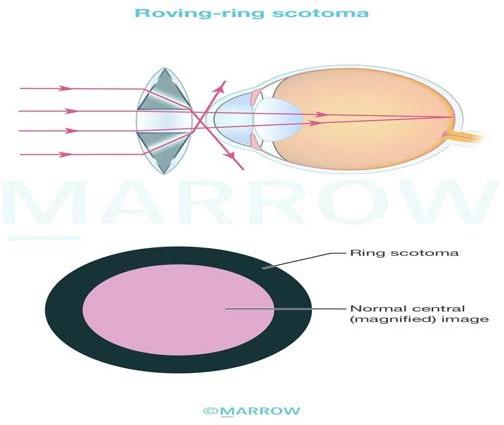 Roving-ring scotoma
MARROW
Ring scotoma
Normal central
(magnified) image
©MARROW